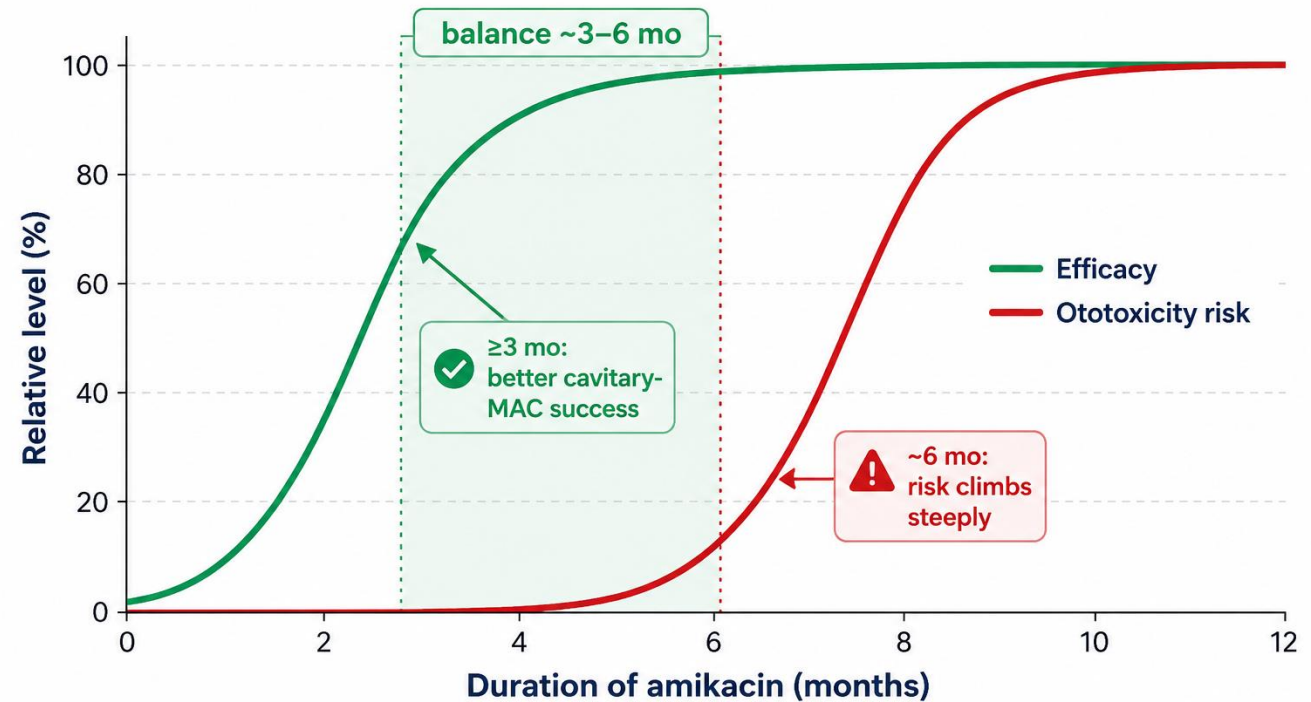 balance ~3–6 mo
Relative level (%)
100
80
60
40
20
0
≥3 mo:
better cavitary-
MAC success
Efficacy
Ototoxicity risk
~6 mo:
risk climbs
steeply
0
2
4
6
8
10
12
Duration of amikacin (months)